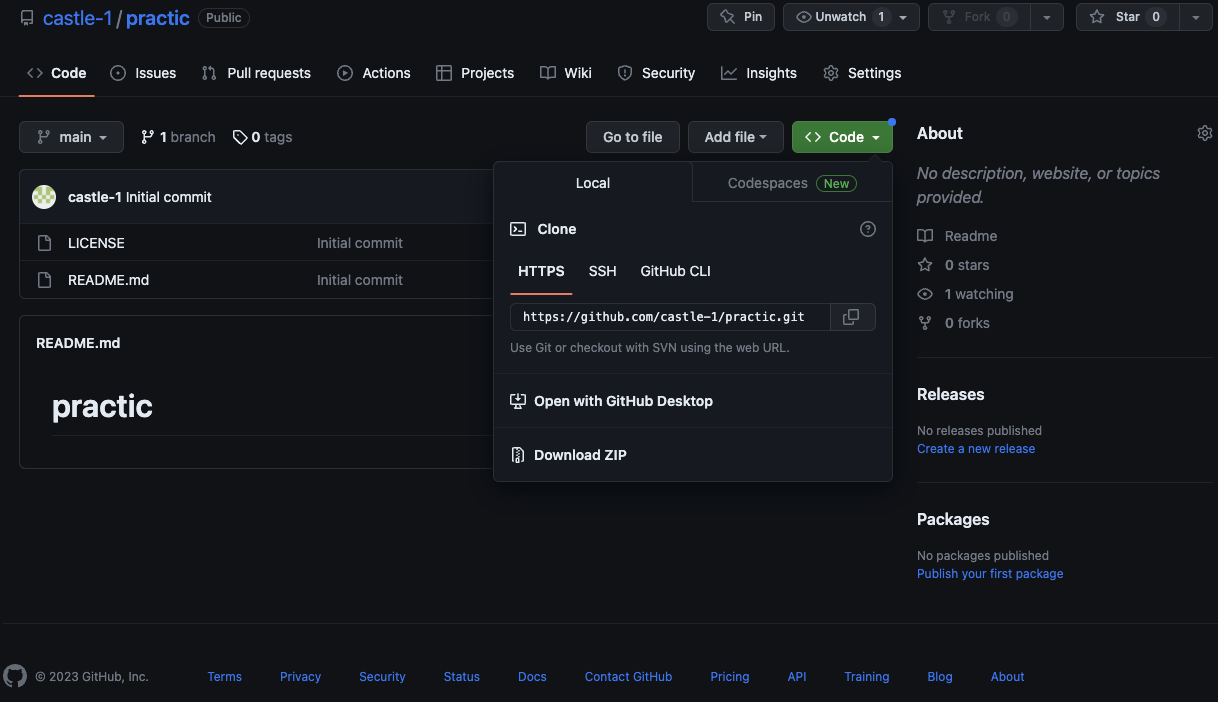 castle-1 / practic Public
Pin Unwatch 1 Fork 0 Star 0
Code Issues Pull requests Actions Projects Wiki Security Insights Settings
main 1 branch 0 tags Go to file Add file Code
castle-1 Initial commit
LICENSE Initial commit
README.md Initial commit
README.md
practic
Local Codespaces New
Clone
HTTPS SSH GitHub CLI
https://github.com/castle-1/practic.git
Use Git or checkout with SVN using the web URL.
Open with GitHub Desktop
Download ZIP
About
No description, website, or topics
provided.
Readme
0 stars
1 watching
0 forks
Releases
No releases published
Create a new release
Packages
No packages published
Publish your first package
© 2023 GitHub, Inc. Terms Privacy Security Status Docs Contact GitHub Pricing API Training Blog About